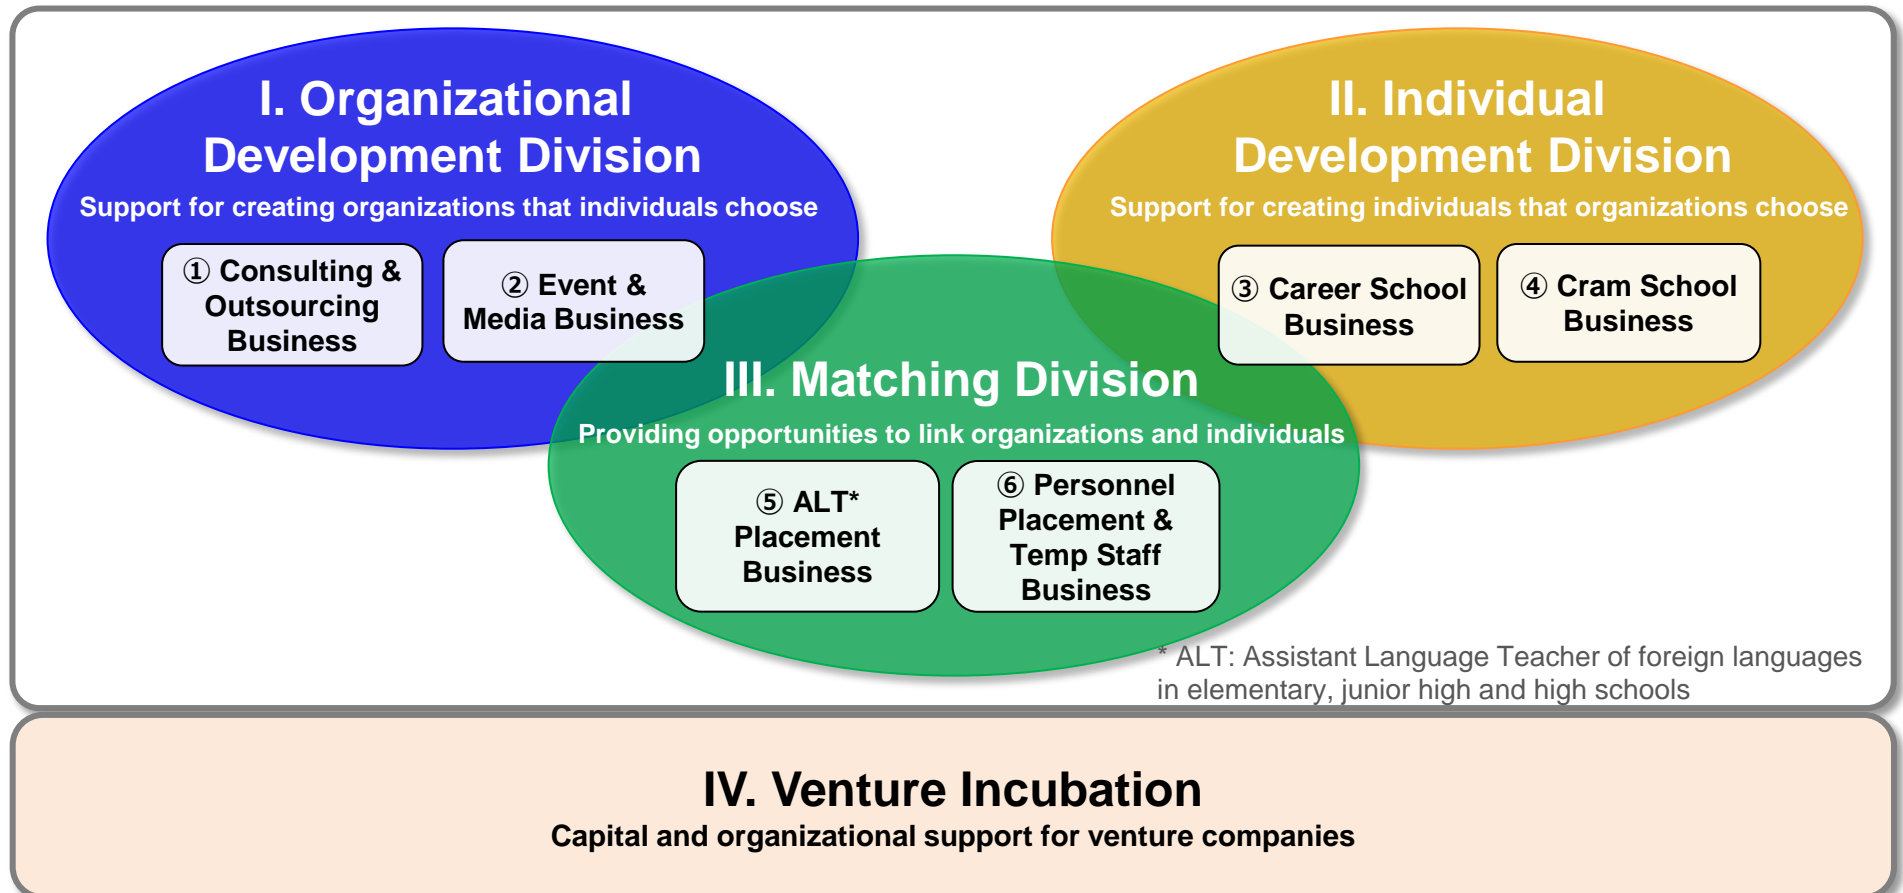 I. Organizational
Development Division
Support for creating organizations that individuals choose
① Consulting &
Outsourcing
Business
② Event &
Media Business
II. Individual
Development Division
Support for creating individuals that organizations choose
③ Career School
Business
④ Cram School
Business
III. Matching Division
Providing opportunities to link organizations and individuals
⑤ ALT*
Placement
Business
⑥ Personnel
Placement &
Temp Staff
Business
* ALT: Assistant Language Teacher of foreign languages
in elementary, junior high and high schools
IV. Venture Incubation
Capital and organizational support for venture companies